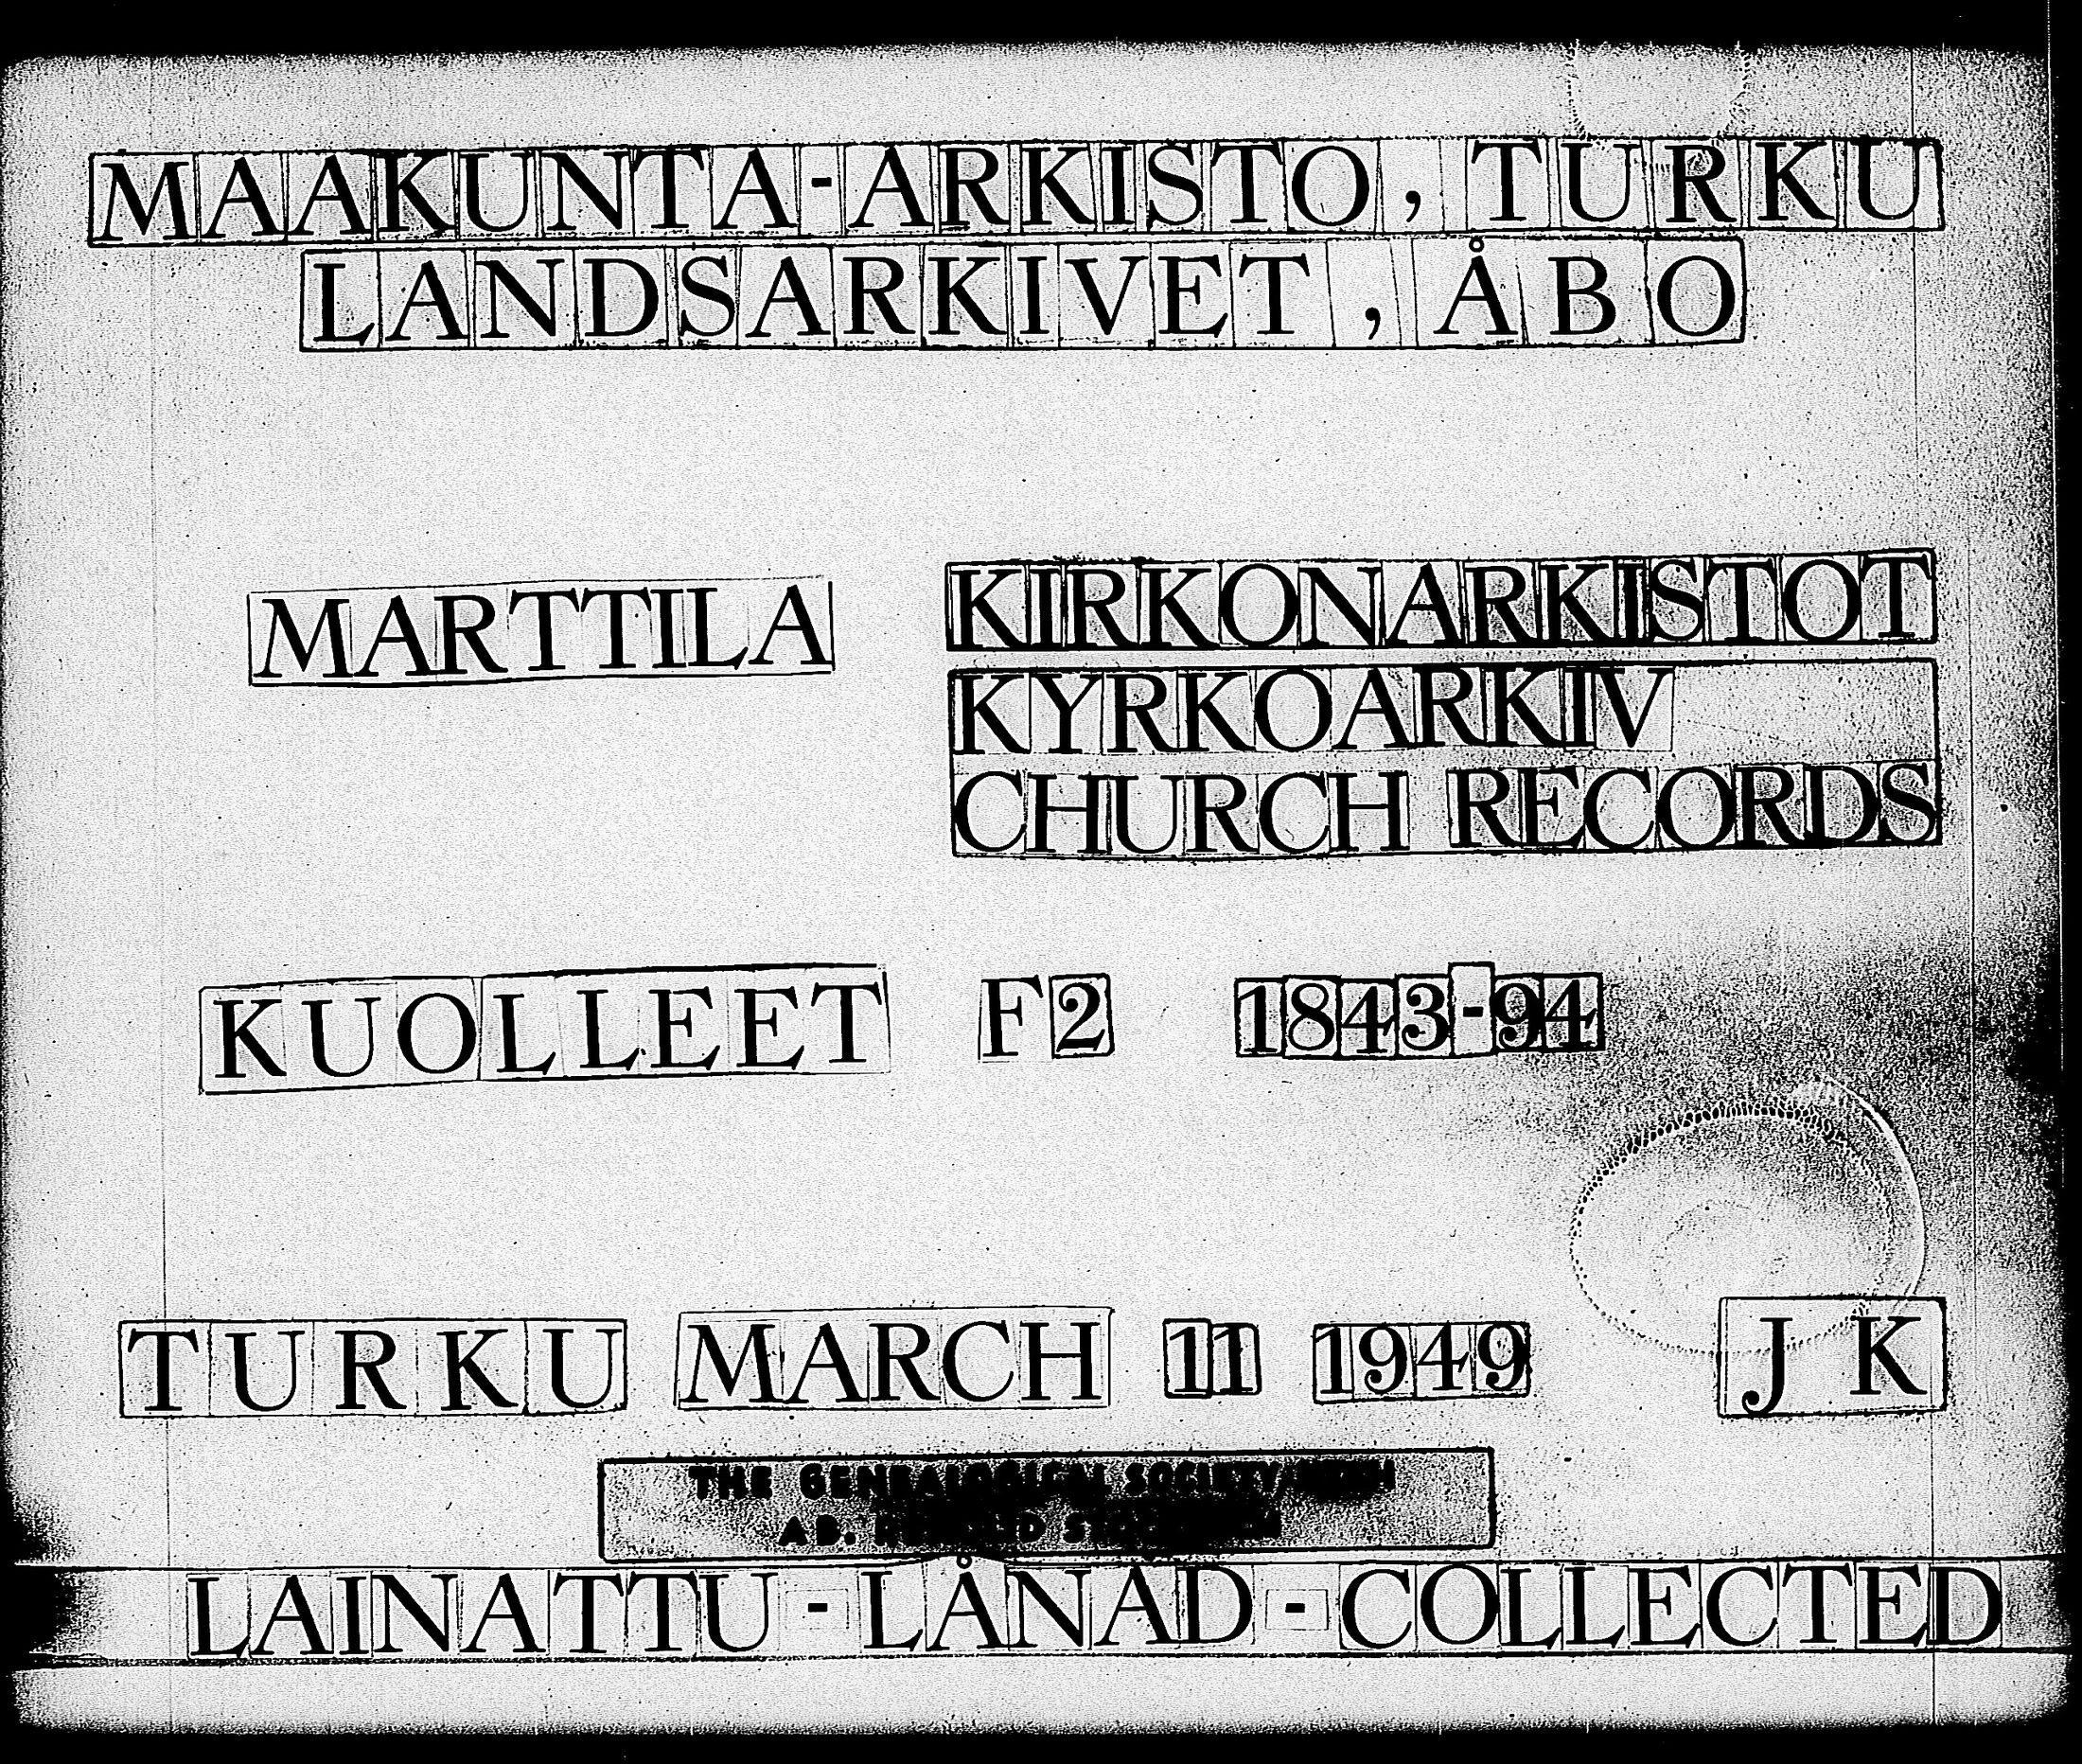 MAAKUNTA-ARKISTO, TURKU
LANDSARKIVET, ÅBO
MARTTILA
KIRKONARKISTOT
KYRKOARKIV
CHURCH RECORDS
KUOLLEET F2 1843-94
TURKU MARCH 11 1949 J K
THE GENEALOGICAL SOCIETY
AB.
LAINATTU-LÅNAD-COLLECTED